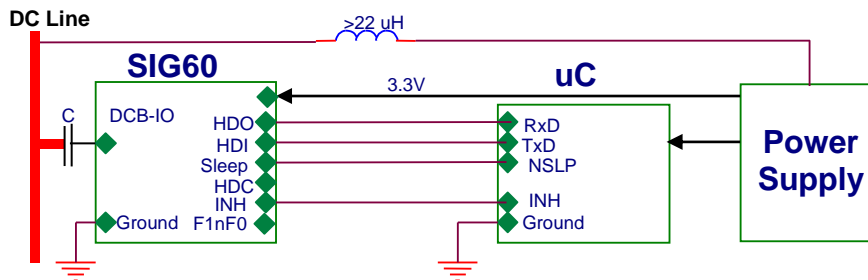 DC Line
>22 uH
SIG60
uC
3.3V
C
DCB-IO
HDO
HDI
Sleep
HDC
INH
Ground
F1nF0
RxD
TxD
NSLP
INH
Ground
Power
Supply